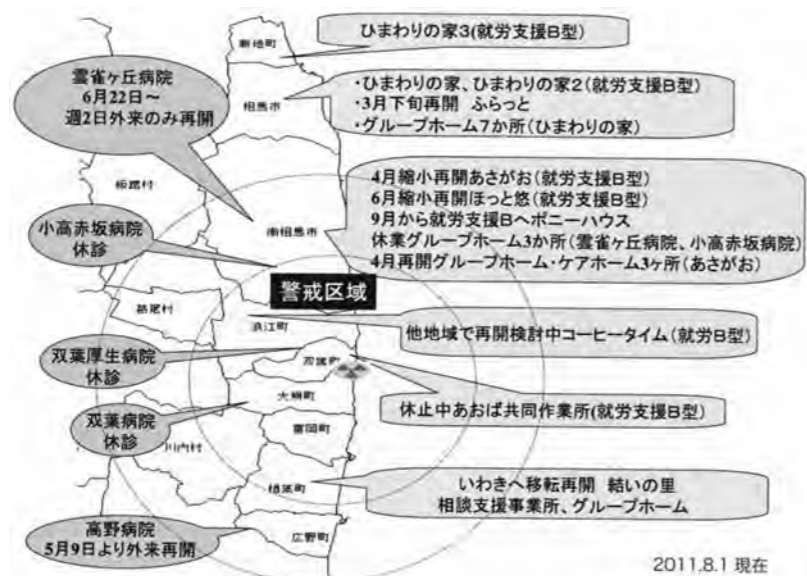 ひまわりの家3(就労支援B型)
新地町
雲雀ヶ丘病院
6月22日～
週2日外来のみ再開
相馬市
・ひまわりの家、ひまわりの家2(就労支援B型)
・3月下旬再開 ふらっと
・グループホーム7か所(ひまわりの家)
飯舘村
4月縮小再開あさがお(就労支援B型)
6月縮小再開ほっと悠(就労支援B型)
9月から就労支援Bへポニーハウス
休業グループホーム3か所(雲雀ヶ丘病院、小高赤坂病院)
4月再開グループホーム・ケアホーム3ヶ所(あさがお)
小高赤坂病院
休診
南相馬市
警戒区域
葛尾村
浪江町
他地域で再開検討中コーヒータイム(就労B型)
双葉厚生病院
休診
双葉町
大熊町
休止中あおば共同作業所(就労支援B型)
双葉病院
休診
富岡町
川内村
楢葉町
いわきへ移転再開 結いの里
相談支援事業所、グループホーム
高野病院
5月9日より外来再開
広野町
2011,8.1 現在